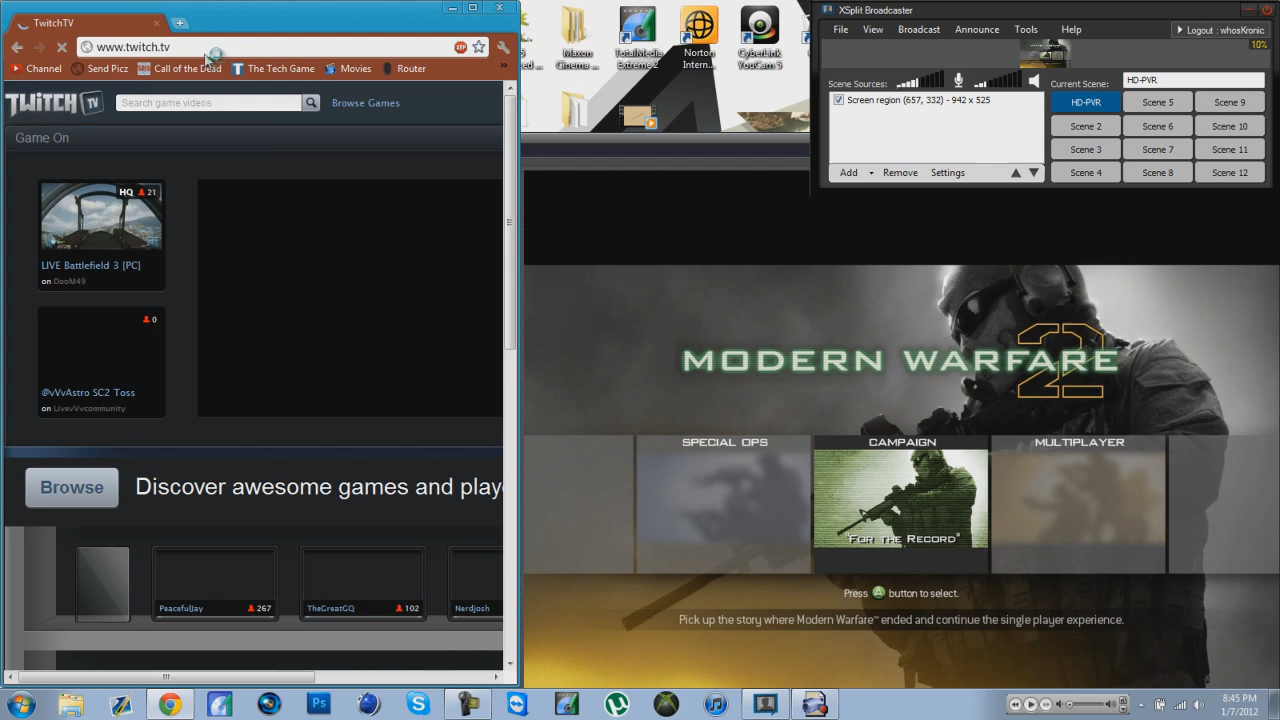 TwitchTV
www.twitch.tv
Send Picz
Call of the Dead
The Tech Game
Movies
Router
»
TWITCH TV
Search game videos
Browse Games
Game On
HQ 21
LIVE Battlefield 3 [PC]
on DooM49
0
@vVvAstro SC2 Toss
on LivevVvcommunity
Browse
Discover awesome games and play
PeacefulJay 267
TheGreatGQ 102
Nerdjosh
Maxon
Cinema ...
TotalMedia
Extreme 2
Norton
Intern...
CyberLink
YouCam 5
XSplit Broadcaster
File View Broadcast Announce Tools Help
Logout : whosKronic
10%
Scene Sources:
Current Scene:
HD-PVR
Screen region (657, 332) - 942 x 525
HD-PVR Scene 5 Scene 9
Scene 2 Scene 6 Scene 10
Scene 3 Scene 7 Scene 11
Scene 4 Scene 8 Scene 12
Add Remove Settings
MODERN WARFARE
2
SPECIAL OPS CAMPAIGN MULTIPLAYER
"FOR THE RECORD"
Press A button to select.
Pick up the story where Modern Warfare™ ended and continue the single player experience.
8:45 PM
1/7/2012